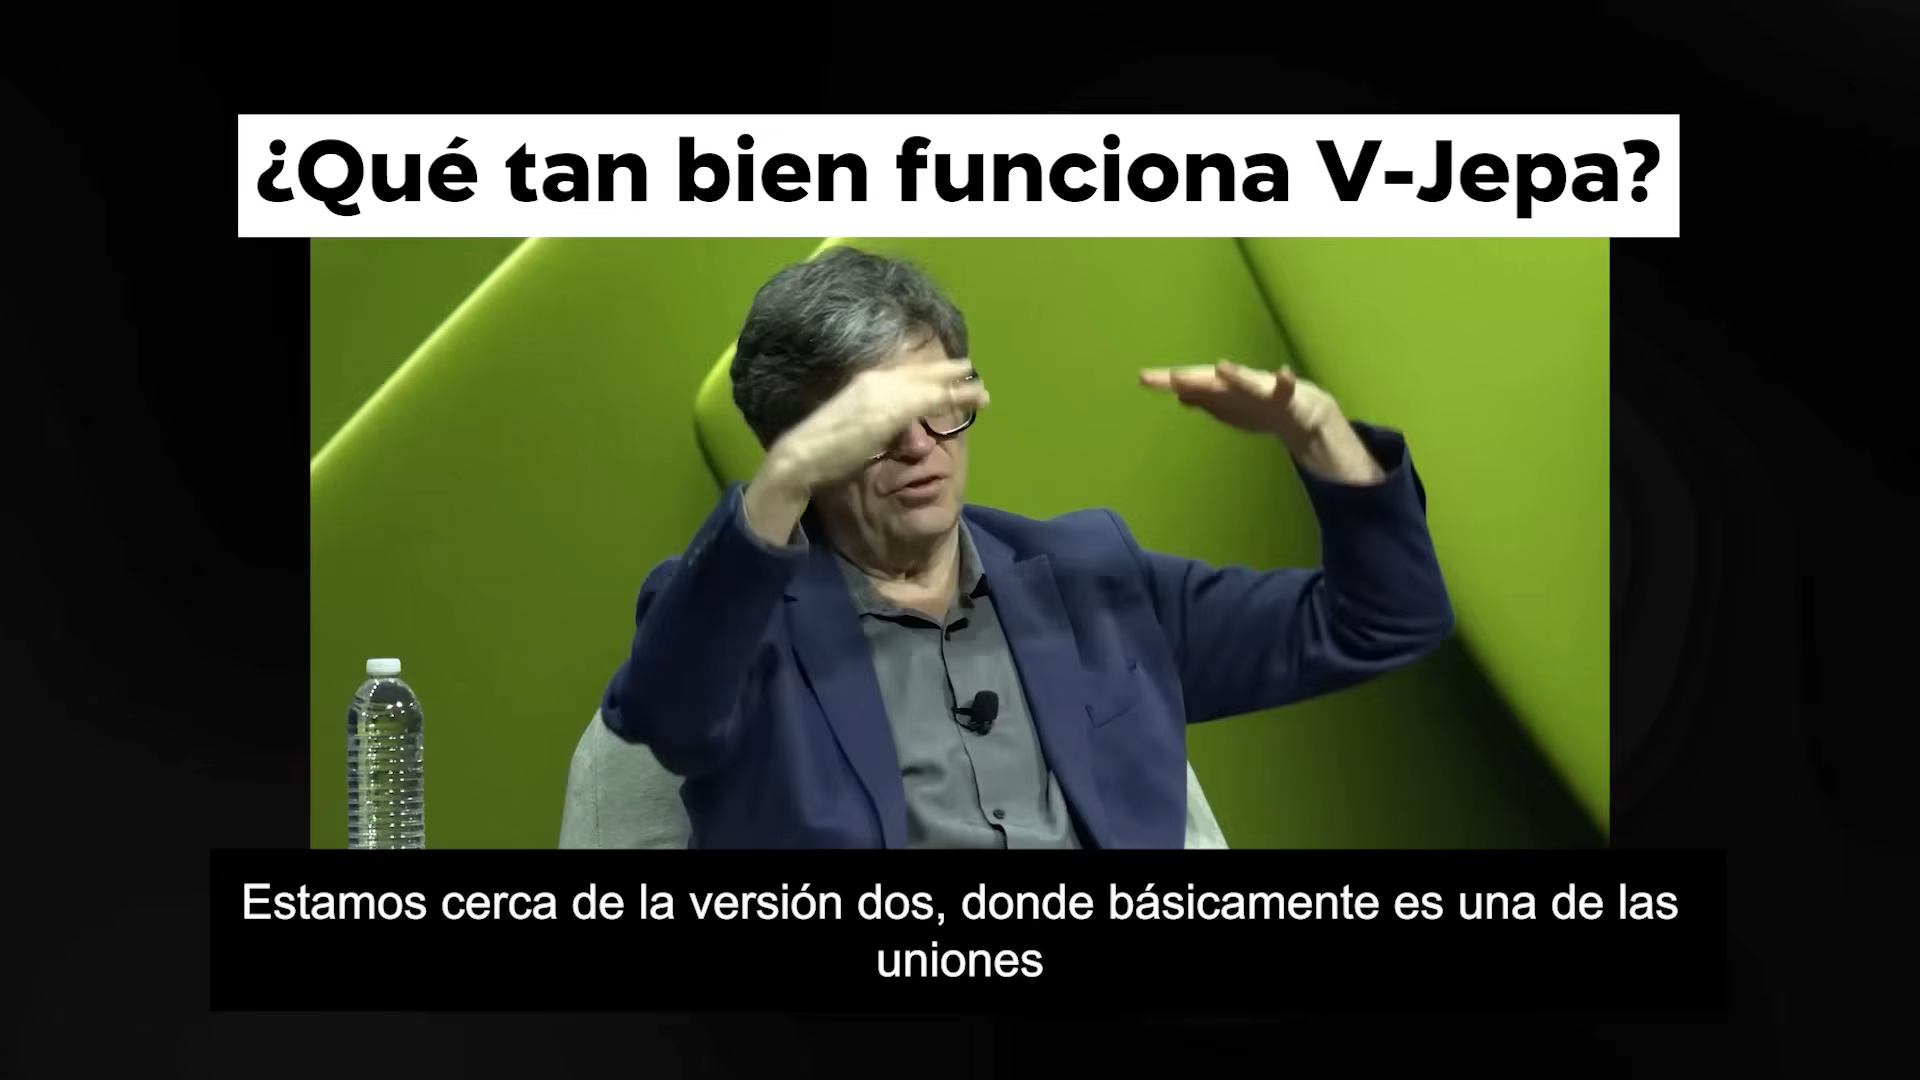 ¿Qué tan bien funciona V-Jepa?
Estamos cerca de la versión dos, donde básicamente es una de las
uniones